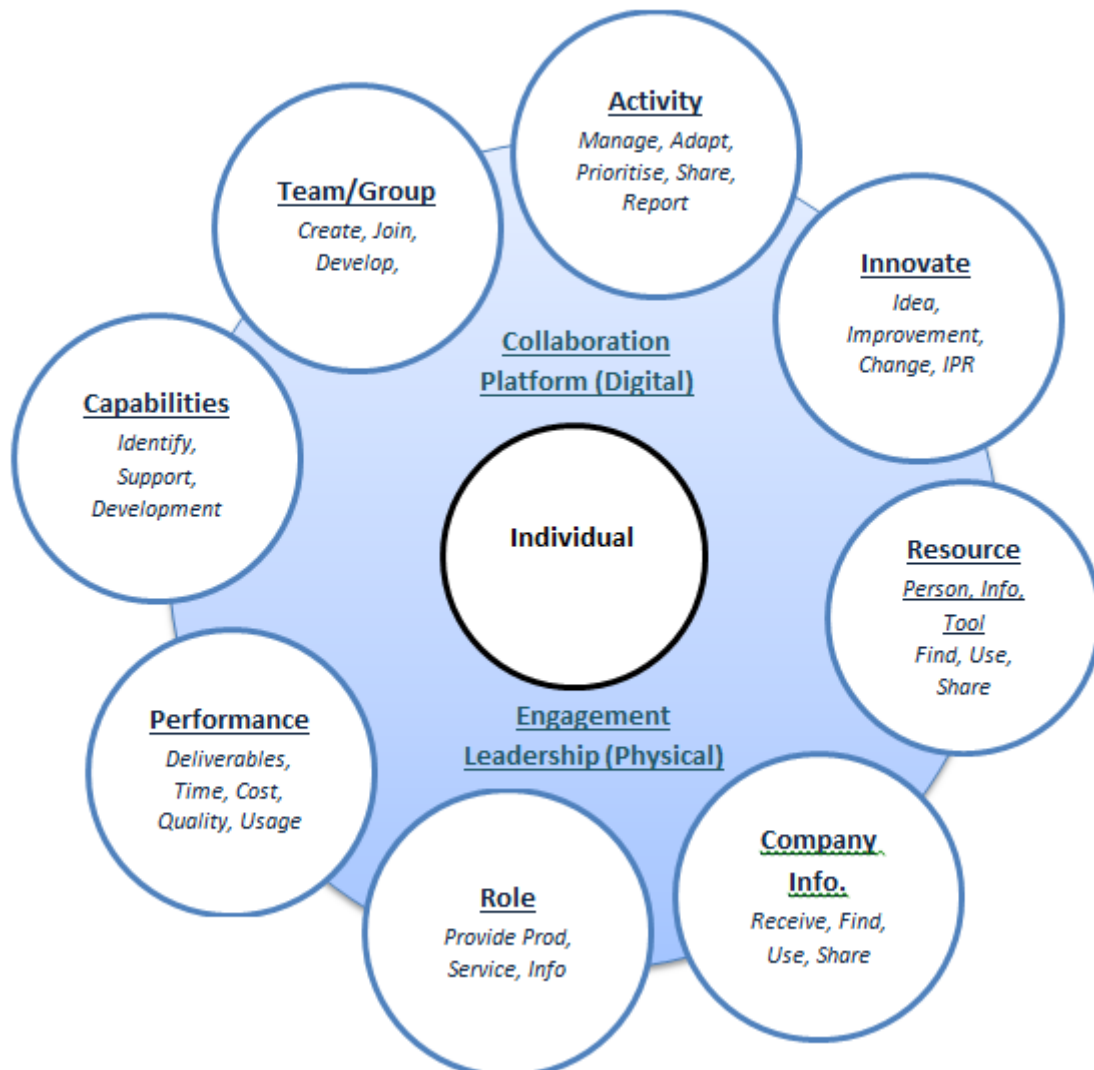 Activity
Manage, Adapt,
Prioritise, Share,
Report
Team/Group
Create, Join,
Develop,
Innovate
Idea,
Improvement,
Change, IPR
Collaboration
Platform (Digital)
Capabilities
Identify,
Support,
Development
Individual
Resource
Person, Info,
Tool
Find, Use,
Share
Engagement
Leadership (Physical)
Performance
Deliverables,
Time, Cost,
Quality, Usage
Company
Info.
Receive, Find,
Use, Share
Role
Provide Prod,
Service, Info